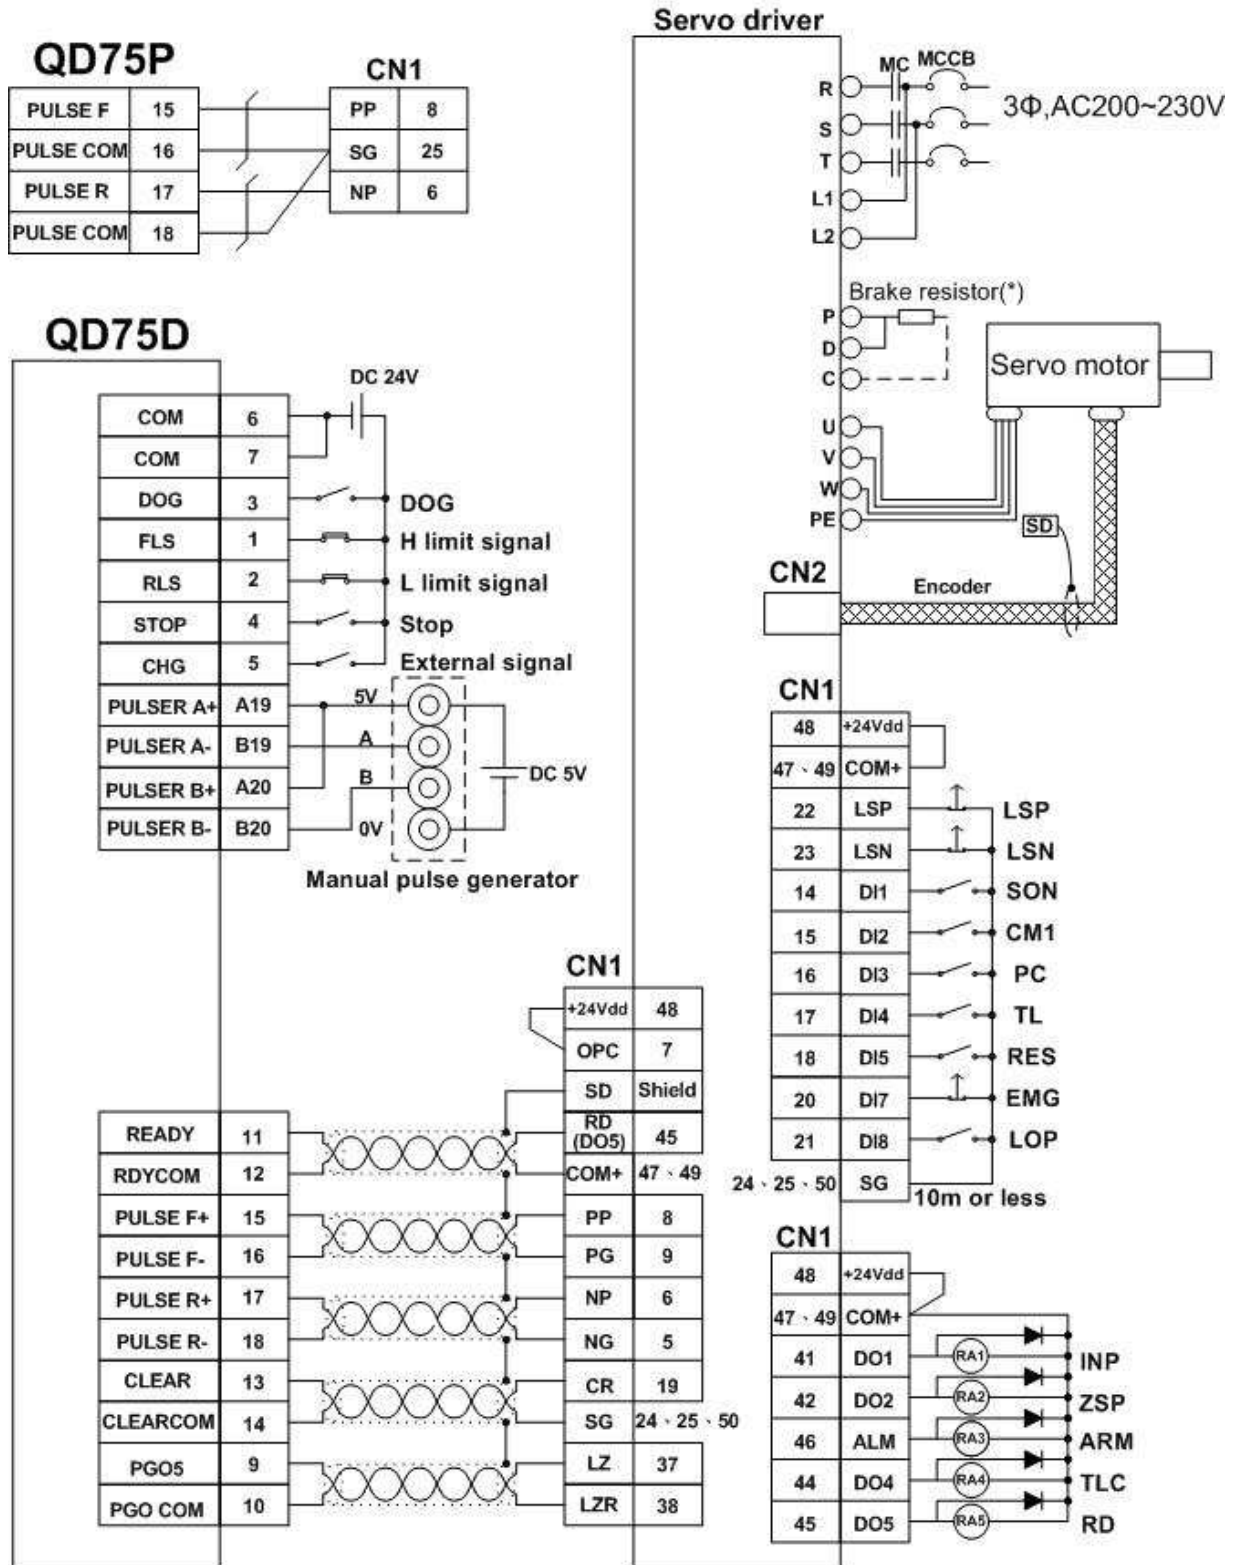 Servo driver
QD75P
CN1
PULSE F 15 PP 8
PULSE COM 16 SG 25
PULSE R 17 NP 6
PULSE COM 18
MC MCCB
R
S
T
L1
L2
3Φ,AC200~230V
Brake resistor(*)
P
D
C
Servo motor
U
V
W
PE
SD
CN2
Encoder
QD75D
DC 24V
COM 6
COM 7
DOG 3 DOG
FLS 1 H limit signal
RLS 2 L limit signal
STOP 4 Stop
CHG 5 External signal
PULSER A+ A19 5V
PULSER A- B19 A
PULSER B+ A20 B
PULSER B- B20 0V
DC 5V
Manual pulse generator
CN1
+24Vdd 48
OPC 7
SD Shield
READY 11 RD (DO5) 45
RDYCOM 12 COM+ 47、49
PULSE F+ 15 PP 8
PULSE F- 16 PG 9
PULSE R+ 17 NP 6
PULSE R- 18 NG 5
CLEAR 13 CR 19
CLEARCOM 14 SG 24、25、50
PGO5 9 LZ 37
PGO COM 10 LZR 38
CN1
48 +24Vdd
47、49 COM+
22 LSP LSP
23 LSN LSN
14 DI1 SON
15 DI2 CM1
16 DI3 PC
17 DI4 TL
18 DI5 RES
20 DI7 EMG
21 DI8 LOP
24、25、50 SG 10m or less
CN1
48 +24Vdd
47、49 COM+
41 DO1 RA1 INP
42 DO2 RA2 ZSP
46 ALM RA3 ARM
44 DO4 RA4 TLC
45 DO5 RA5 RD